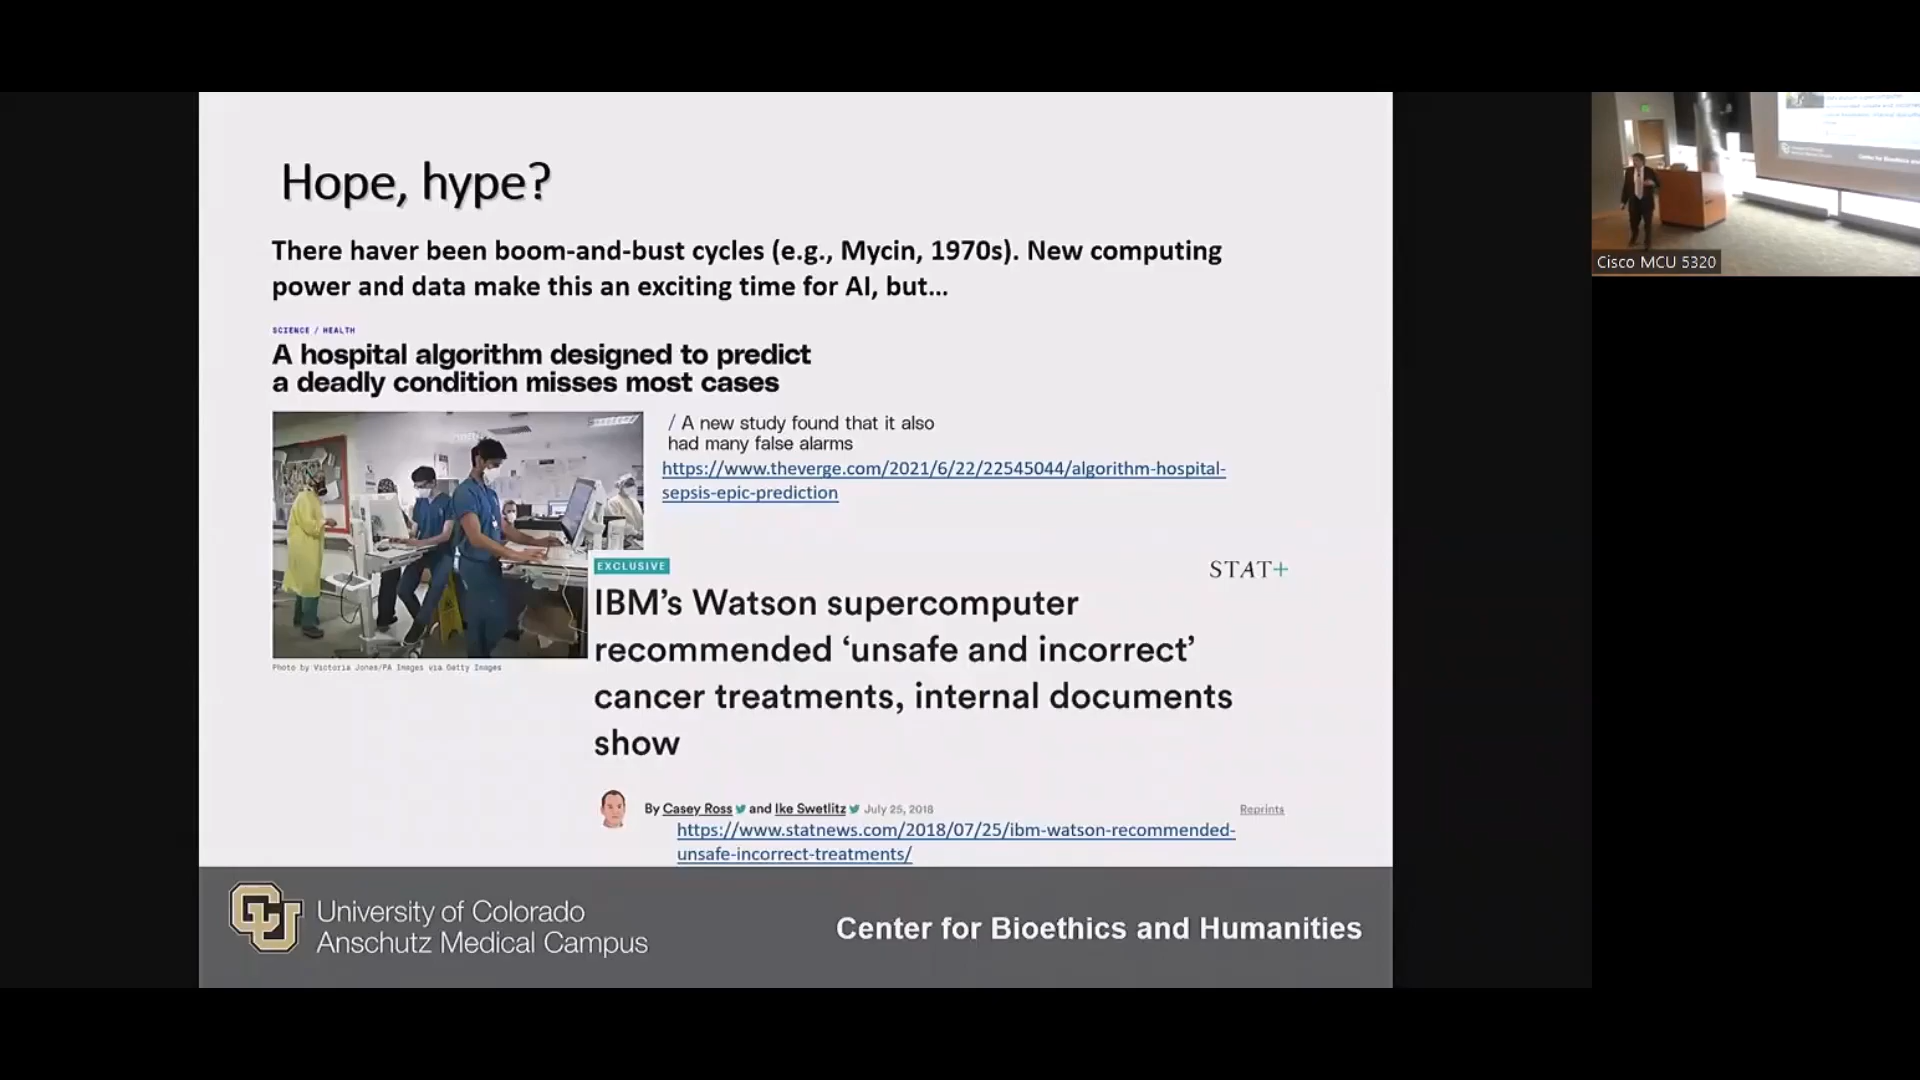 Hope, hype?
There haver been boom-and-bust cycles (e.g., Mycin, 1970s). New computing
power and data make this an exciting time for AI, but...
SCIENCE / HEALTH
A hospital algorithm designed to predict
a deadly condition misses most cases
/ A new study found that it also
had many false alarms
https://www.theverge.com/2021/6/22/22545044/algorithm-hospital-
sepsis-epic-prediction
Photo by Victoria Jones/PA Images via Getty Images
EXCLUSIVE
STAT+
IBM’s Watson supercomputer
recommended ‘unsafe and incorrect’
cancer treatments, internal documents
show
By Casey Ross and Ike Swetlitz July 25, 2018
Reprints
https://www.statnews.com/2018/07/25/ibm-watson-recommended-
unsafe-incorrect-treatments/
CU
University of Colorado
Anschutz Medical Campus
Center for Bioethics and Humanities
Cisco MCU 5320